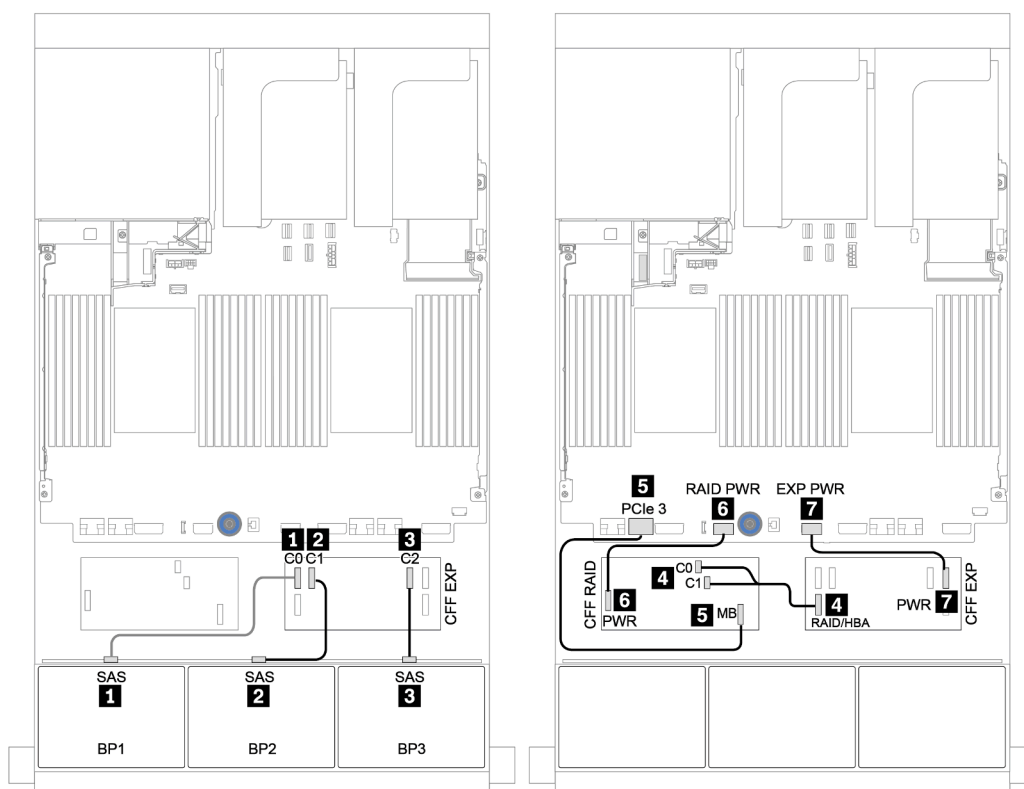 1
2
3
C0
C1
C2
CFF EXP
SAS
SAS
SAS
1
2
3
BP1
BP2
BP3
5
PCIe 3
RAID PWR
6
EXP PWR
7
CFF RAID
6
PWR
4
C0
C1
5
MB
4
RAID/HBA
PWR
7
CFF EXP